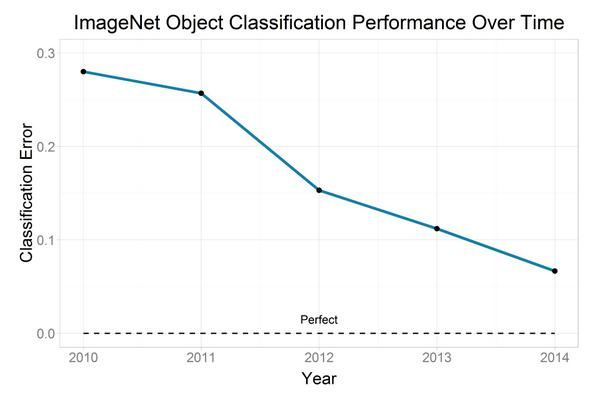 ImageNet Object Classification Performance Over Time
0.3
0.2
0.1
0.0
Classification Error
Perfect
2010 2011 2012 2013 2014
Year